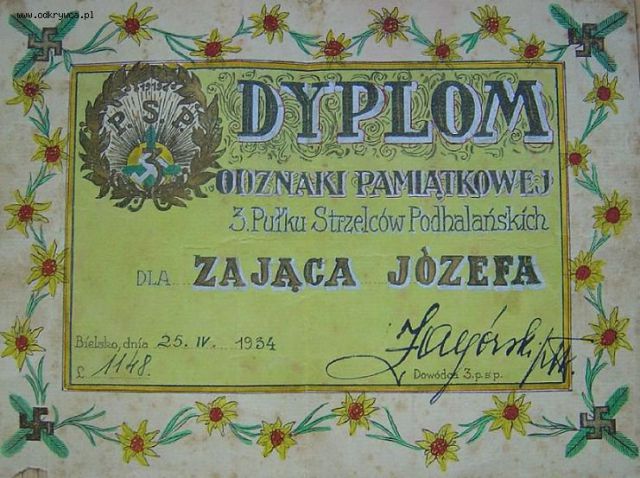 www.odkrywca.pl
P.S.P.
3
DYPLOM
ODZNAKI PAMIĄTKOWEJ
3. Pułku Strzelców Podhalańskich
DLA ZAJĄCA JÓZEFA
Bielsko, dnia 25. IV. 1934
L. 1148.
Zagórski
Dowódca 3. p.s.p.